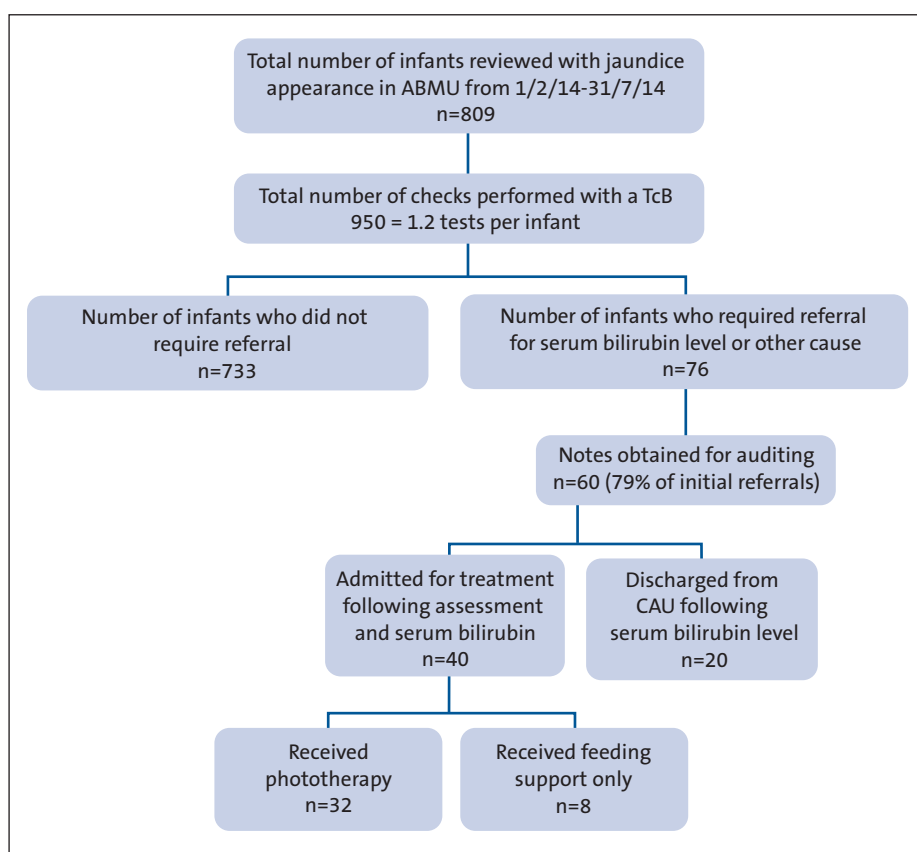 Total number of infants reviewed with jaundice
appearance in ABMU from 1/2/14-31/7/14
n=809
Total number of checks performed with a TcB
950 = 1.2 tests per infant
Number of infants who did not
require referral
n=733
Number of infants who required referral
for serum bilirubin level or other cause
n=76
Notes obtained for auditing
n=60 (79% of initial referrals)
Admitted for treatment
following assessment
and serum bilirubin
n=40
Discharged from
CAU following
serum bilirubin level
n=20
Received
phototherapy
n=32
Received feeding
support only
n=8